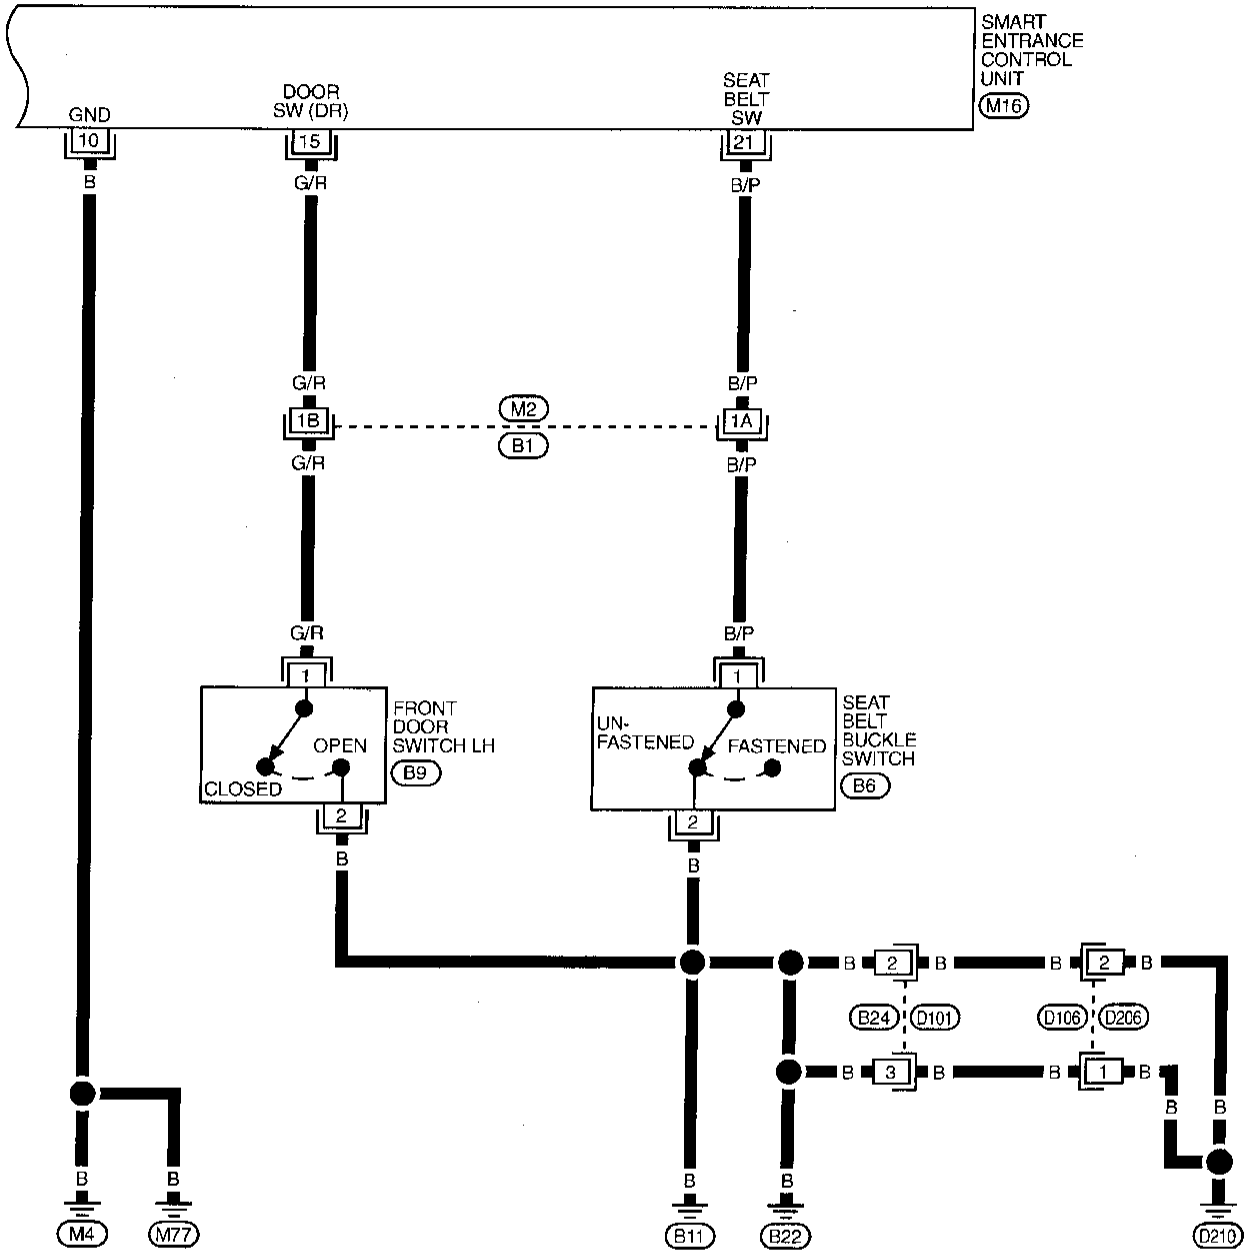 SMART
ENTRANCE
CONTROL
UNIT
M16
GND
DOOR
SW (DR)
SEAT
BELT
SW
10
15
21
B
G/R
B/P
G/R
B/P
1B
M2
B1
1A
G/R
B/P
G/R
B/P
1
1
FRONT
DOOR
SWITCH LH
B9
OPEN
CLOSED
UN-
FASTENED
FASTENED
SEAT
BELT
BUCKLE
SWITCH
B6
2
2
B
B
B
2
B
B
2
B
B24
D101
D106
D206
B
3
B
B
1
B
B
B
B
B
B
B
M4
M77
B11
B22
D210